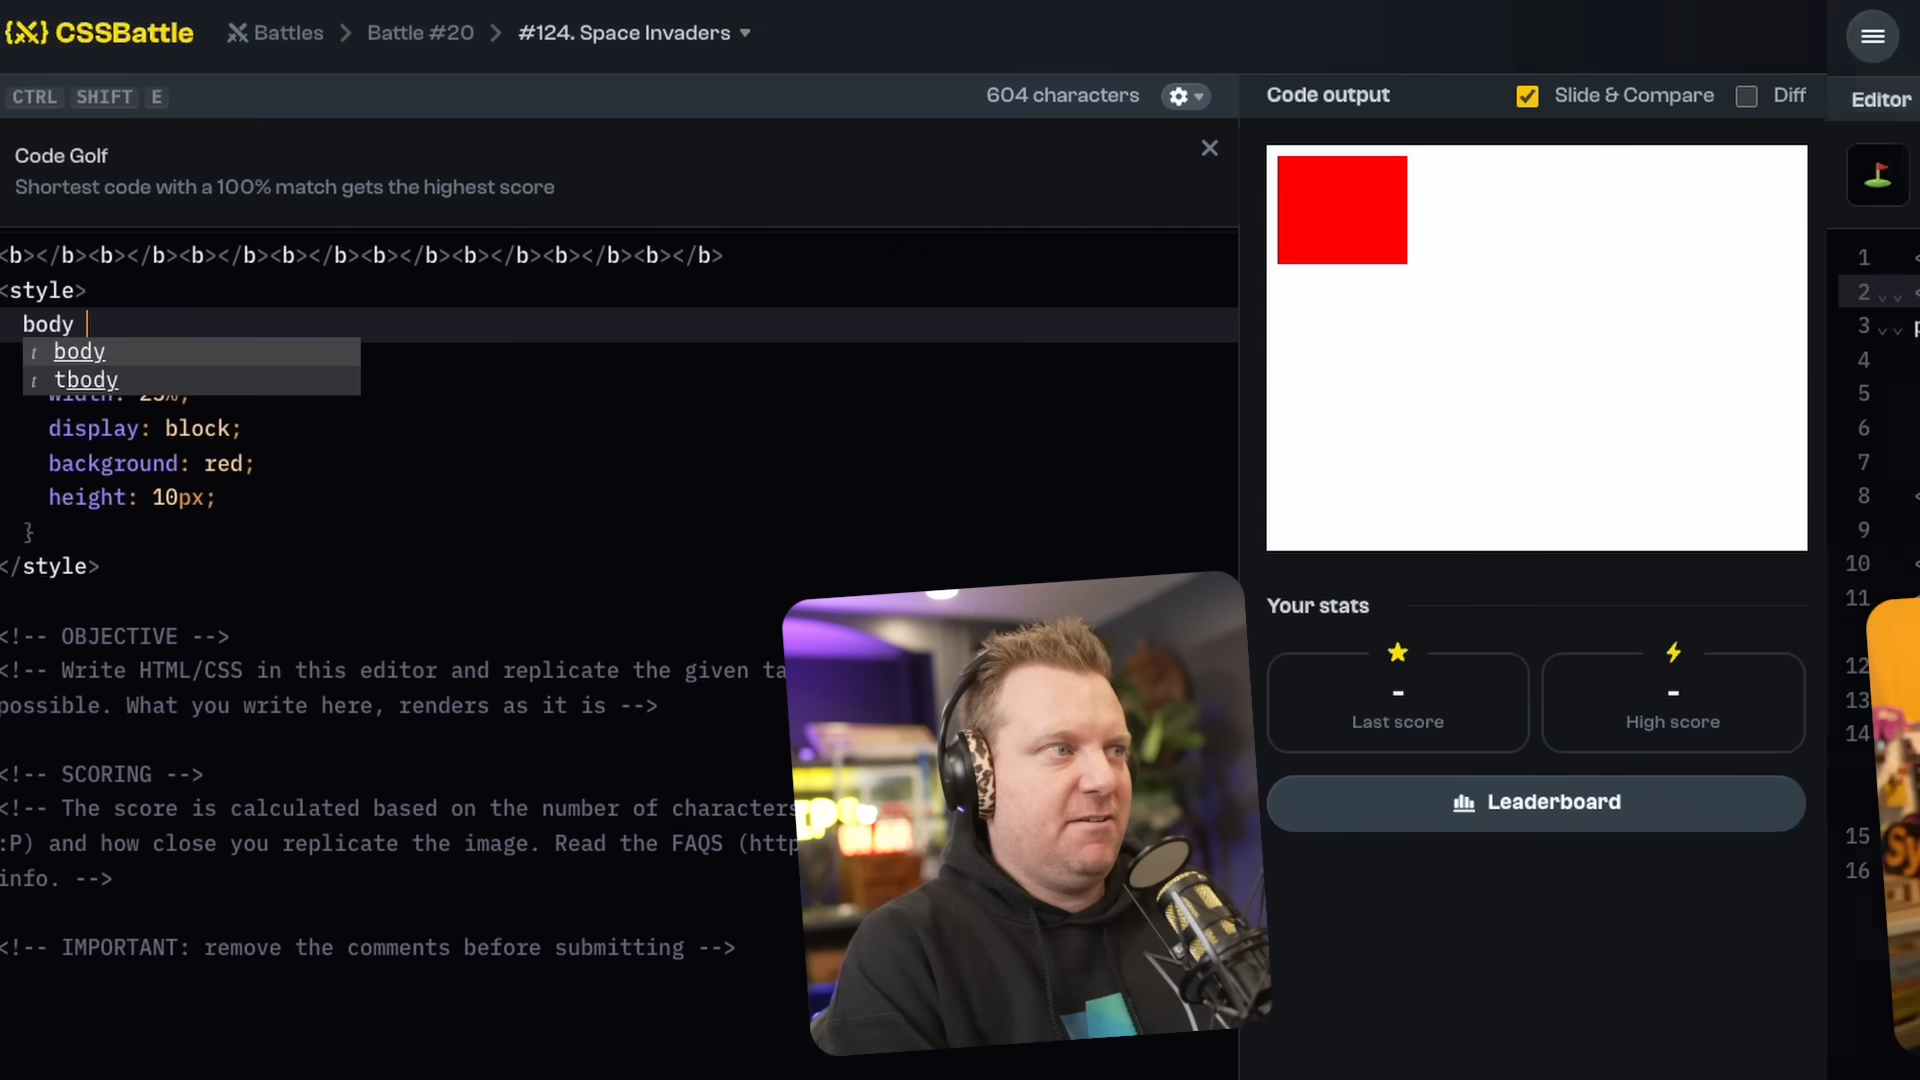 CSSBattle
Battles > Battle #20 > #124. Space Invaders
CTRL SHIFT E
604 characters
Code output
Slide & Compare
Diff
Editor
Code Golf
Shortest code with a 100% match gets the highest score
<b></b><b></b><b></b><b></b><b></b><b></b><b></b><b></b>
<style>
body
t body
t tbody
width: 25%;
display: block;
background: red;
height: 10px;
}
</style>
<!-- OBJECTIVE -->
<!-- Write HTML/CSS in this editor and replicate the given ta
possible. What you write here, renders as it is -->
<!-- SCORING -->
<!-- The score is calculated based on the number of characters
:P) and how close you replicate the image. Read the FAQS (http
info. -->
<!-- IMPORTANT: remove the comments before submitting -->
Your stats
-
Last score
-
High score
Leaderboard
1 <
2 <
3 p
4
5
6
7
8 <
9
10 <
11
12
13
14
15
16
Sy